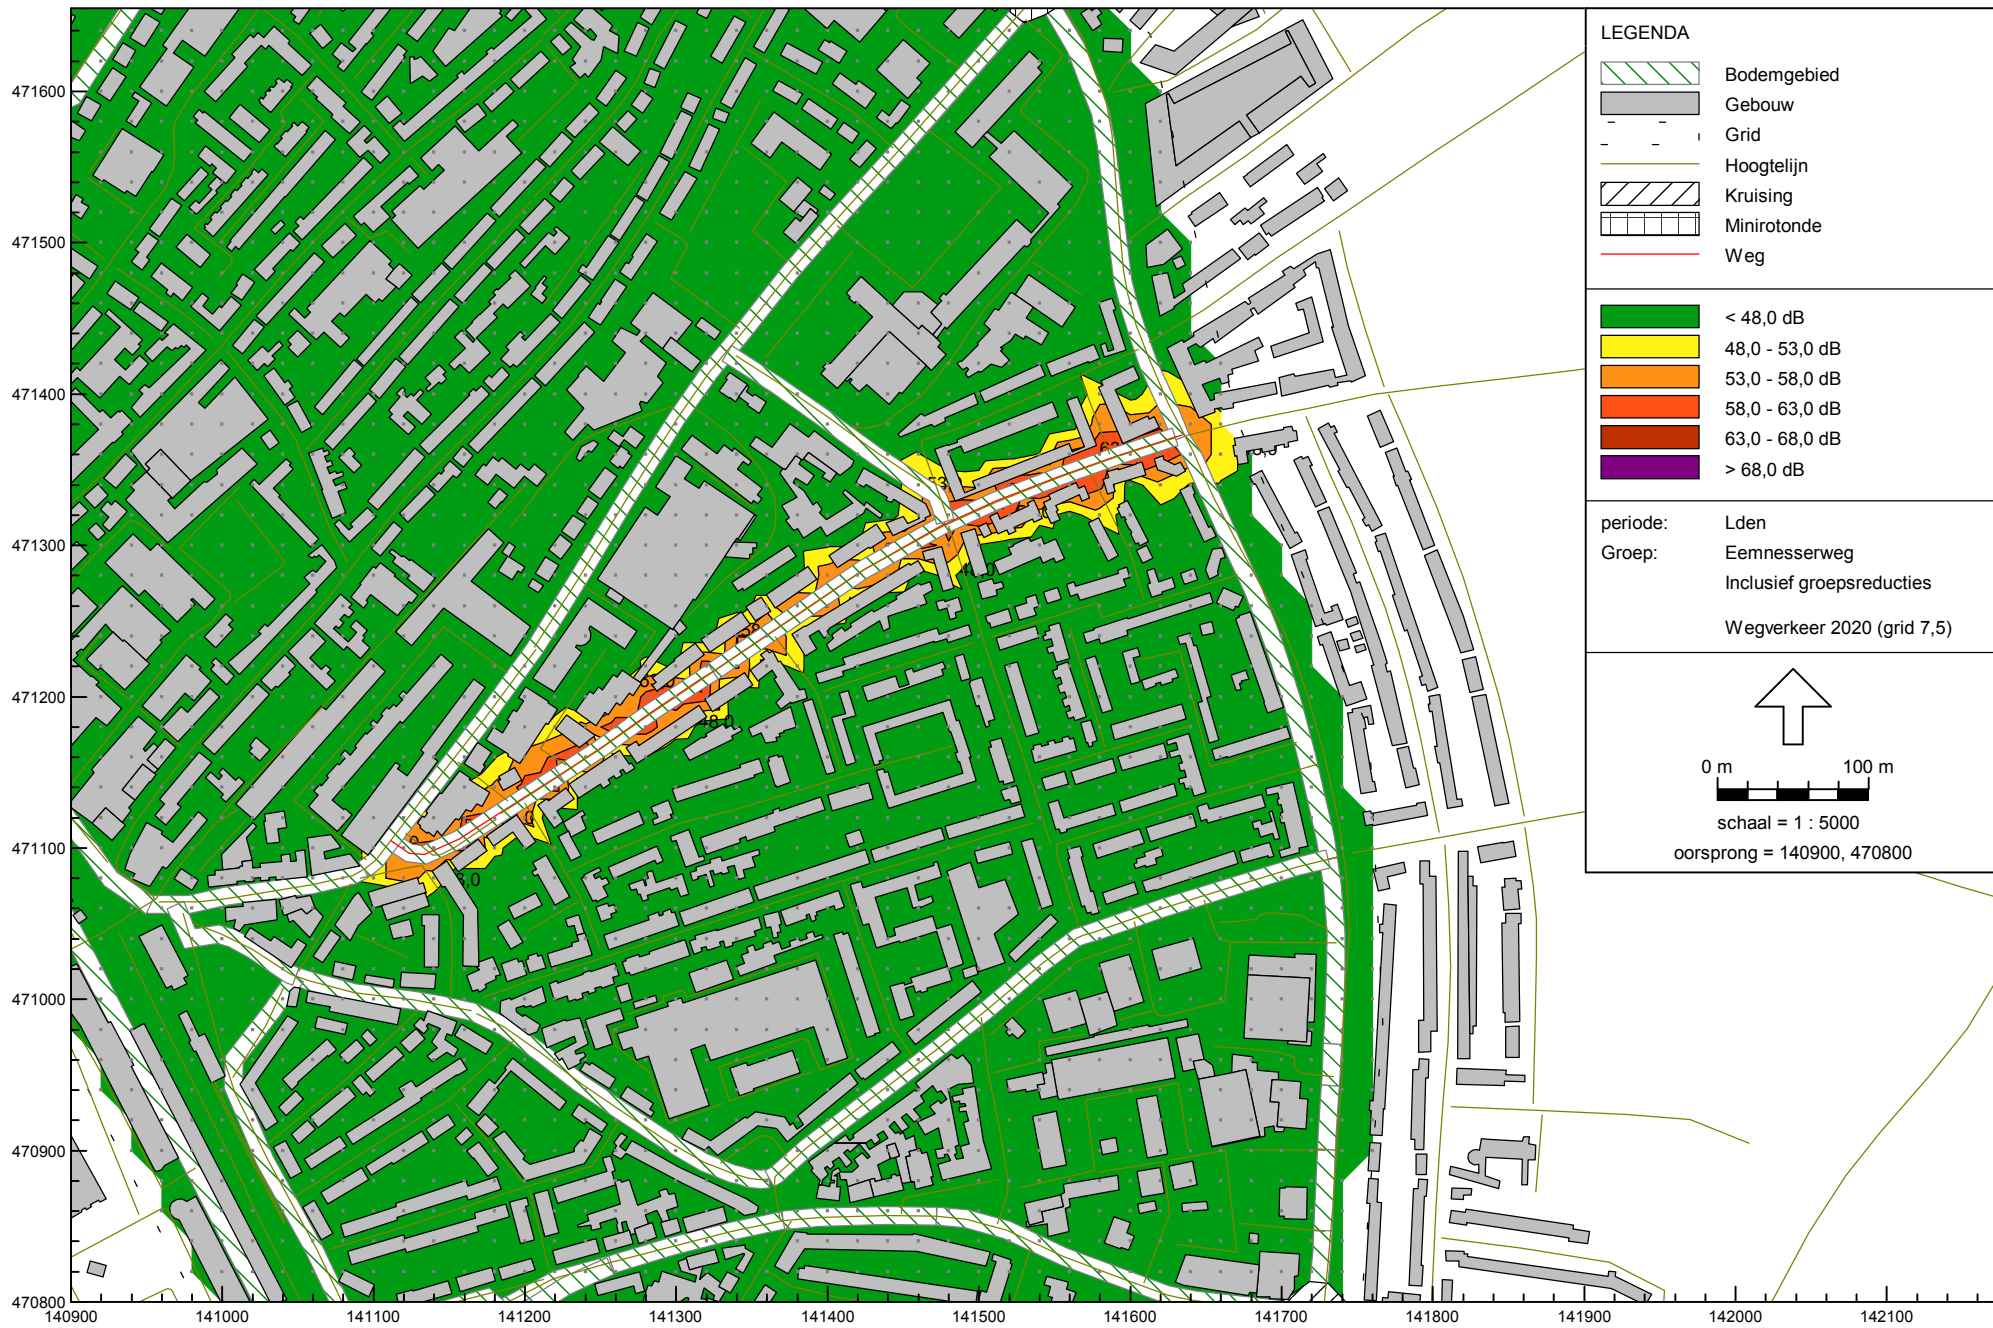 LEGENDA
Bodemgebied
Gebouw
Grid
Hoogtelijn
Kruising
Minirotonde
Weg
< 48,0 dB
48,0 - 53,0 dB
53,0 - 58,0 dB
58,0 - 63,0 dB
63,0 - 68,0 dB
> 68,0 dB
periode: Lden
Groep: Eemnesserweg
Inclusief groepsreducties
Wegverkeer 2020 (grid 7,5)
0 m 100 m
schaal = 1 : 5000
oorsprong = 140900, 470800
471600
471500
471400
471300
471200
471100
471000
470900
470800
140900 141000 141100 141200 141300 141400 141500 141600 141700 141800 141900 142000 142100
48,0